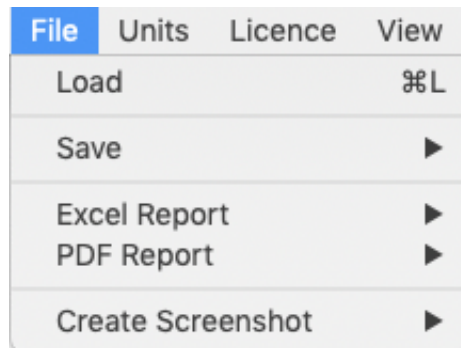 File Units Licence View
Load ⌘L
Save ▶
Excel Report ▶
PDF Report ▶
Create Screenshot ▶